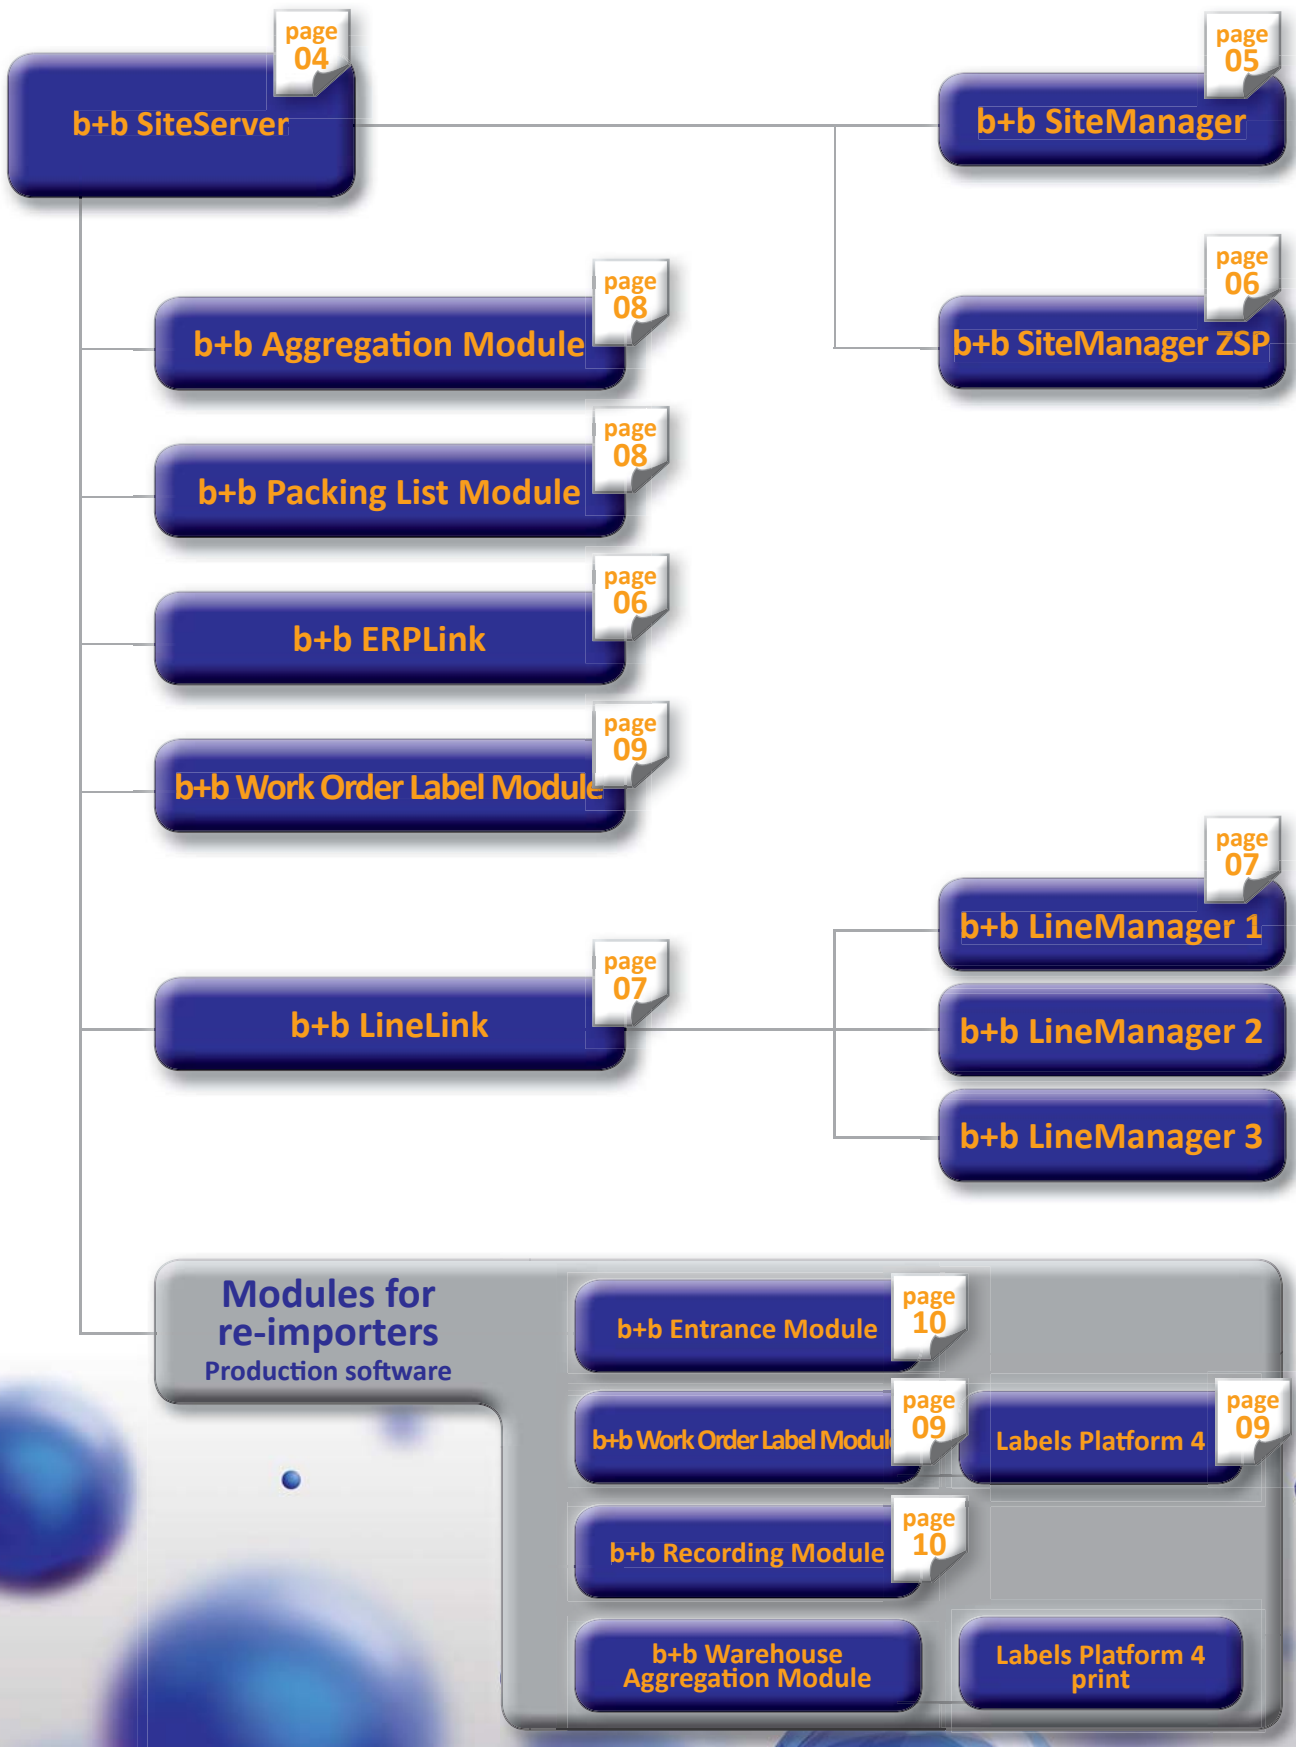 page
04
b+b SiteServer
page
05
b+b SiteManager
page
06
b+b SiteManager ZSP
page
08
b+b Aggregation Module
page
08
b+b Packing List Module
page
06
b+b ERPLink
page
09
b+b Work Order Label Module
page
07
b+b LineManager 1
page
07
b+b LineLink
b+b LineManager 2
b+b LineManager 3
Modules for
re-importers
Production software
page
10
b+b Entrance Module
page
09
b+b Work Order Label Modul
page
09
Labels Platform 4
page
10
b+b Recording Module
b+b Warehouse
Aggregation Module
Labels Platform 4
print